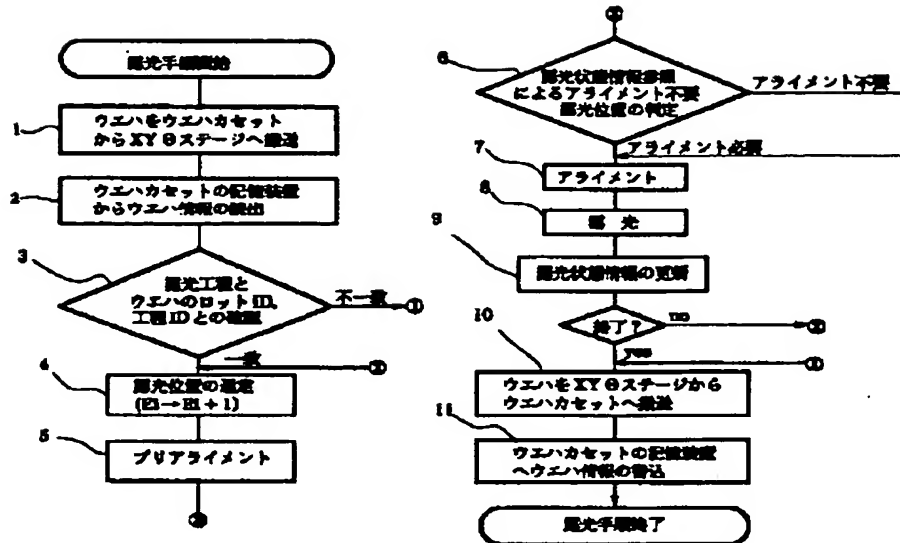 露光手順開始
1
ウエハをウエハカセット
からXYΘステージへ搬送
2
ウエハカセットの記憶装置
からウエハ情報の読出
3
露光工程と
ウエハのロットID、
工程IDとの確認
不一致
①
一致
②
4
露光位置の選定
(Ei→Ei+1)
5
プリアライメント
③
③
6
露光状態情報参照
によるアライメント不要
露光位置の判定
アライメント不要
アライメント必要
7
アライメント
8
露光
9
露光状態情報の更新
終了?
no
②
yes
①
10
ウエハをXYΘステージから
ウエハカセットへ搬送
11
ウエハカセットの記憶装置
へウエハ情報の書込
露光手順終了